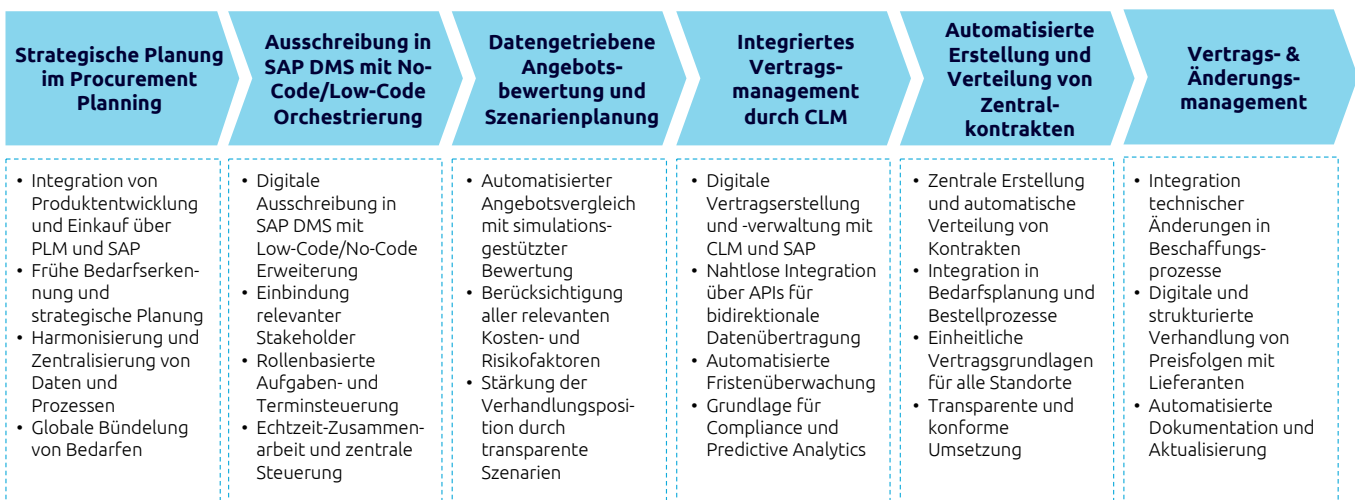 Strategische Planung
im Procurement
Planning
Ausschreibung in
SAP DMS mit No-
Code/Low-Code
Orchestrierung
Datengetriebene
Angebots-
bewertung und
Szenarienplanung
Integriertes
Vertrags-
management
durch CLM
Automatisierte
Erstellung und
Verteilung von
Zentral-
kontrakten
Vertrags- &
Änderungs-
management
• Integration von
Produktentwicklung
und Einkauf über
PLM und SAP
• Frühe Bedarfserken-
nung und
strategische Planung
• Harmonisierung und
Zentralisierung von
Daten und
Prozessen
• Globale Bündelung
von Bedarfen
• Digitale
Ausschreibung in
SAP DMS mit
Low-Code/No-Code
Erweiterung
• Einbindung
relevanter
Stakeholder
• Rollenbasierte
Aufgaben- und
Terminsteuerung
• Echtzeit-Zusammen-
arbeit und zentrale
Steuerung
• Automatisierter
Angebotsvergleich
mit simulations-
gestützter
Bewertung
• Berücksichtigung
aller relevanten
Kosten- und
Risikofaktoren
• Stärkung der
Verhandlungsposi-
tion durch
transparente
Szenarien
• Digitale
Vertragserstellung
und -verwaltung mit
CLM und SAP
• Nahtlose Integration
über APIs für
bidirektionale
Datenübertragung
• Automatisierte
Fristenüberwachung
• Grundlage für
Compliance und
Predictive Analytics
• Zentrale Erstellung
und automatische
Verteilung von
Kontrakten
• Integration in
Bedarfsplanung und
Bestellprozesse
• Einheitliche
Vertragsgrundlagen
für alle Standorte
• Transparente und
konforme
Umsetzung
• Integration
technischer
Änderungen in
Beschaffungs-
prozesse
• Digitale und
strukturierte
Verhandlung von
Preisfolgen mit
Lieferanten
• Automatisierte
Dokumentation und
Aktualisierung